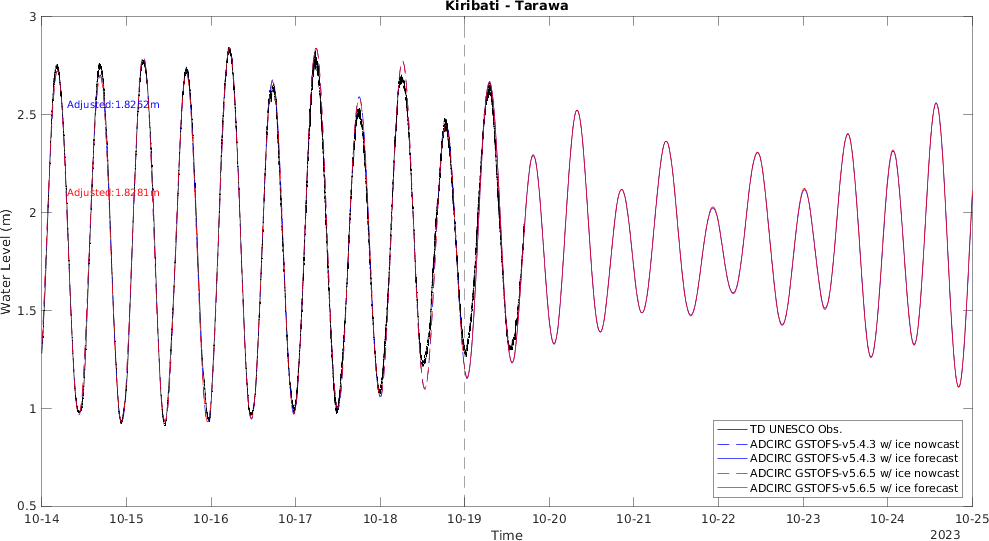 Kiribati - Tarawa
3
2.5
2
1.5
1
0.5
Water Level (m)
Adjusted:1.8262m
Adjusted:1.8281m
TD UNESCO Obs.
ADCIRC GSTOFS-v5.4.3 w/ ice nowcast
ADCIRC GSTOFS-v5.4.3 w/ ice forecast
ADCIRC GSTOFS-v5.6.5 w/ ice nowcast
ADCIRC GSTOFS-v5.6.5 w/ ice forecast
10-14 10-15 10-16 10-17 10-18 10-19 10-20 10-21 10-22 10-23 10-24 10-25
Time
2023